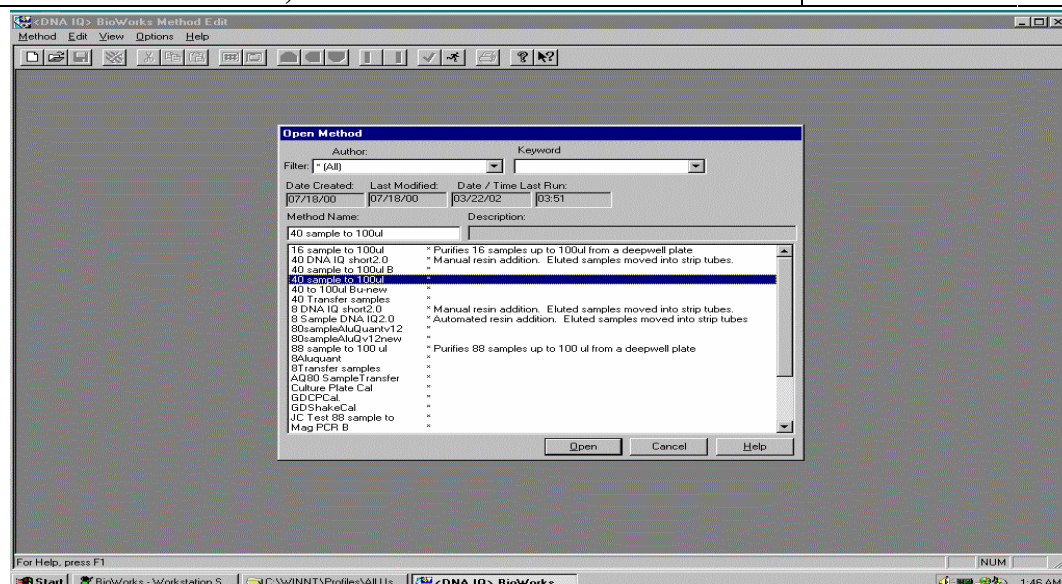 <DNA IQ> BioWorks Method Edit
Method Edit View Options Help
Open Method
Author: Keyword
Filter: * (All)
Date Created: Last Modified: Date / Time Last Run:
07/18/00 07/18/00 03/22/02 03:51
Method Name: Description:
40 sample to 100ul
16 sample to 100ul * Purifies 16 samples up to 100ul from a deepwell plate
40 DNA IQ short2.0 * Manual resin addition. Eluted samples moved into strip tubes.
40 sample to 100ul B *
40 sample to 100ul *
40 to 100ul Bu-new *
40 Transfer samples *
8 DNA IQ short2.0 * Manual resin addition. Eluted samples moved into strip tubes.
8 Sample DNA IQ2.0 * Automated resin addition. Eluted samples moved into strip tubes
80sampleAluQuantv12 *
80sampleAluQv12new *
88 sample to 100 ul * Purifies 88 samples up to 100 ul from a deepwell plate
8Aluquant *
8Transfer samples *
AQ80 SampleTransfer *
Culture Plate Cal *
GDCPCal. *
GDShakeCal *
JC Test 88 sample to *
Mag PCR B *
Open Cancel Help
For Help, press F1 NUM
Start BioWorks - Workstation S... C:\WINNT\Profiles\All Us... <DNA IQ> BioWorks ... 1:46 AM